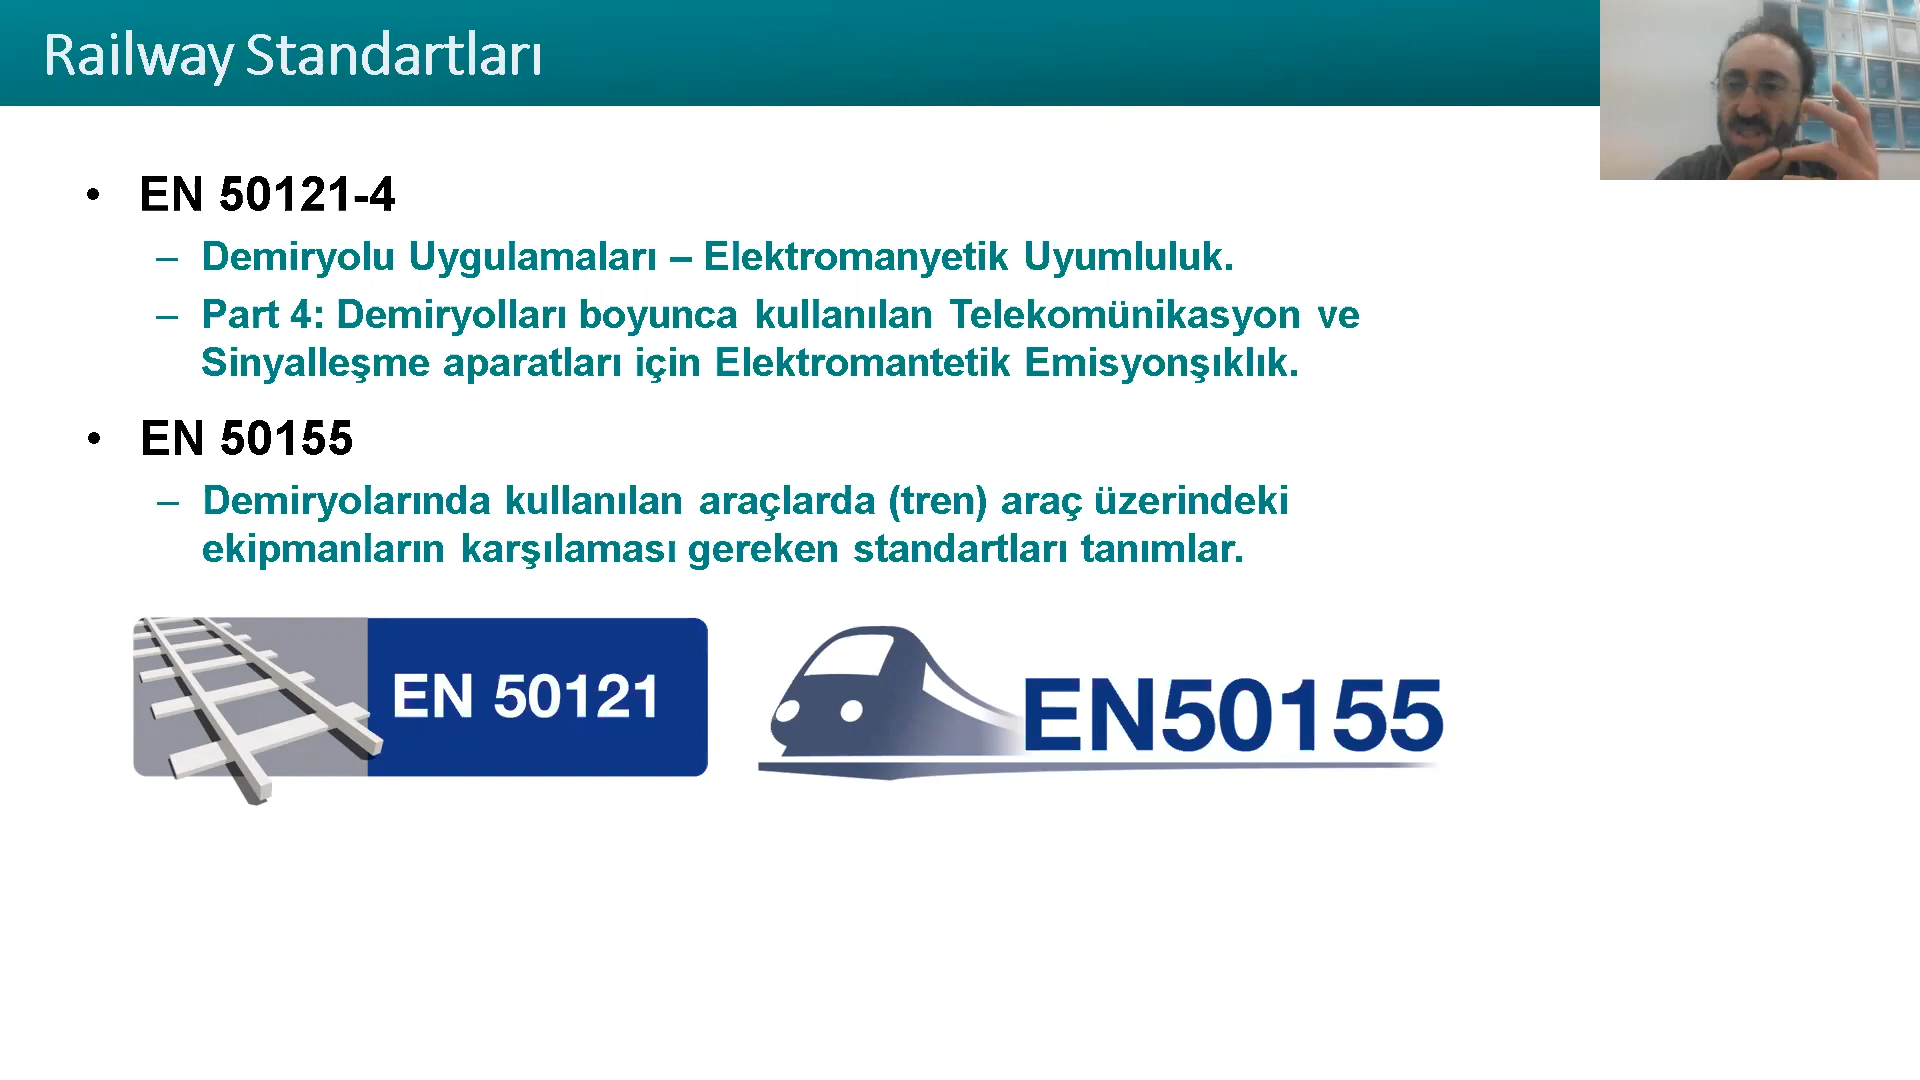 Railway Standartları
• EN 50121-4
– Demiryolu Uygulamaları – Elektromanyetik Uyumluluk.
– Part 4: Demiryolları boyunca kullanılan Telekomünikasyon ve
Sinyalleşme aparatları için Elektromantetik Emisyonşıklık.
• EN 50155
– Demiryolarında kullanılan araçlarda (tren) araç üzerindeki
ekipmanların karşılaması gereken standartları tanımlar.
EN 50121
EN50155